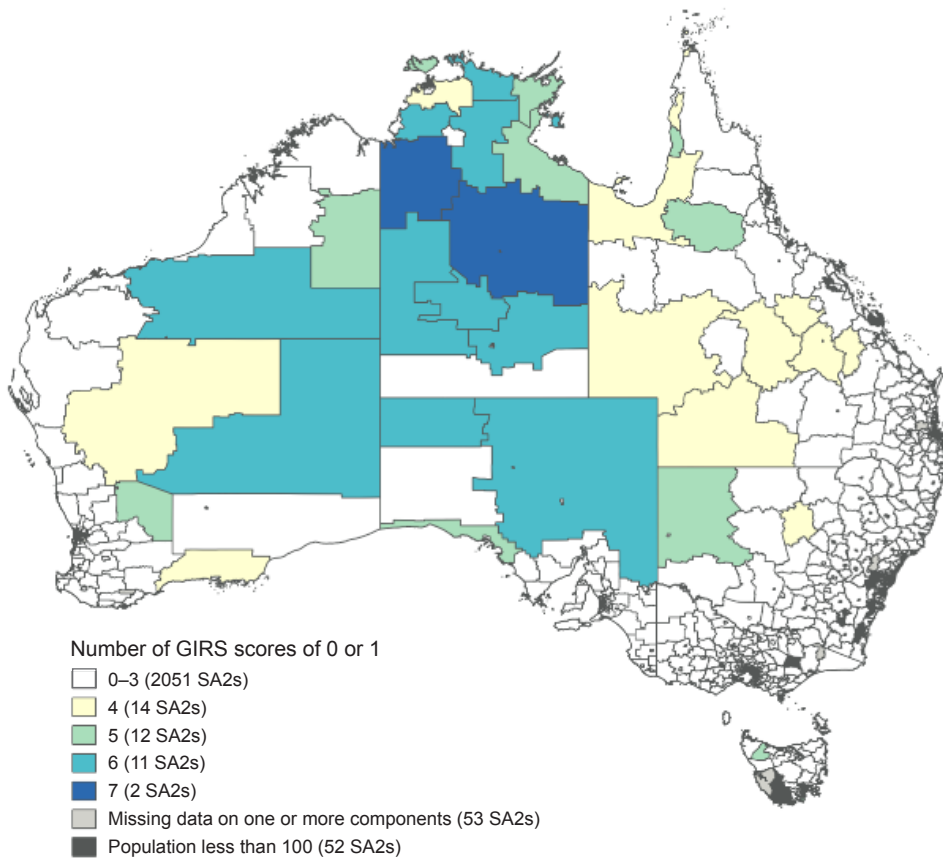 Number of GIRS scores of 0 or 1
0–3 (2051 SA2s)
4 (14 SA2s)
5 (12 SA2s)
6 (11 SA2s)
7 (2 SA2s)
Missing data on one or more components (53 SA2s)
Population less than 100 (52 SA2s)